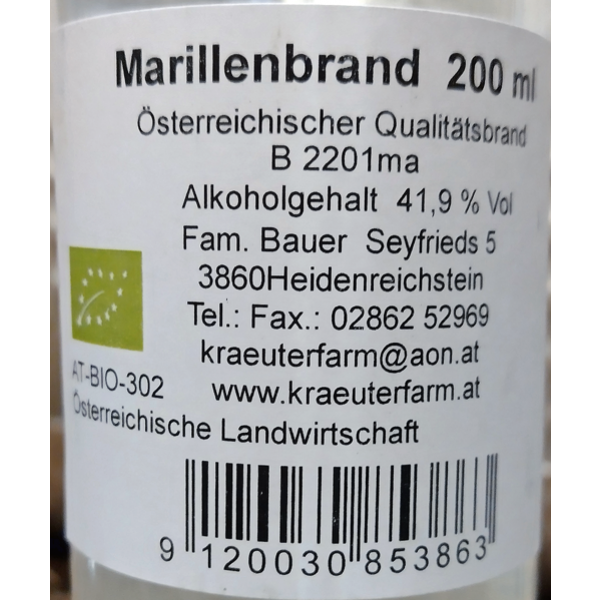 Marillenbrand 200 ml
Österreichischer Qualitätsbrand
B 2201ma
Alkoholgehalt 41,9 % Vol
Fam. Bauer Seyfrieds 5
3860Heidenreichstein
Tel.: Fax.: 02862 52969
kraeuterfarm@aon.at
AT-BIO-302 www.kraeuterfarm.at
Österreichische Landwirtschaft
9 120030 853863